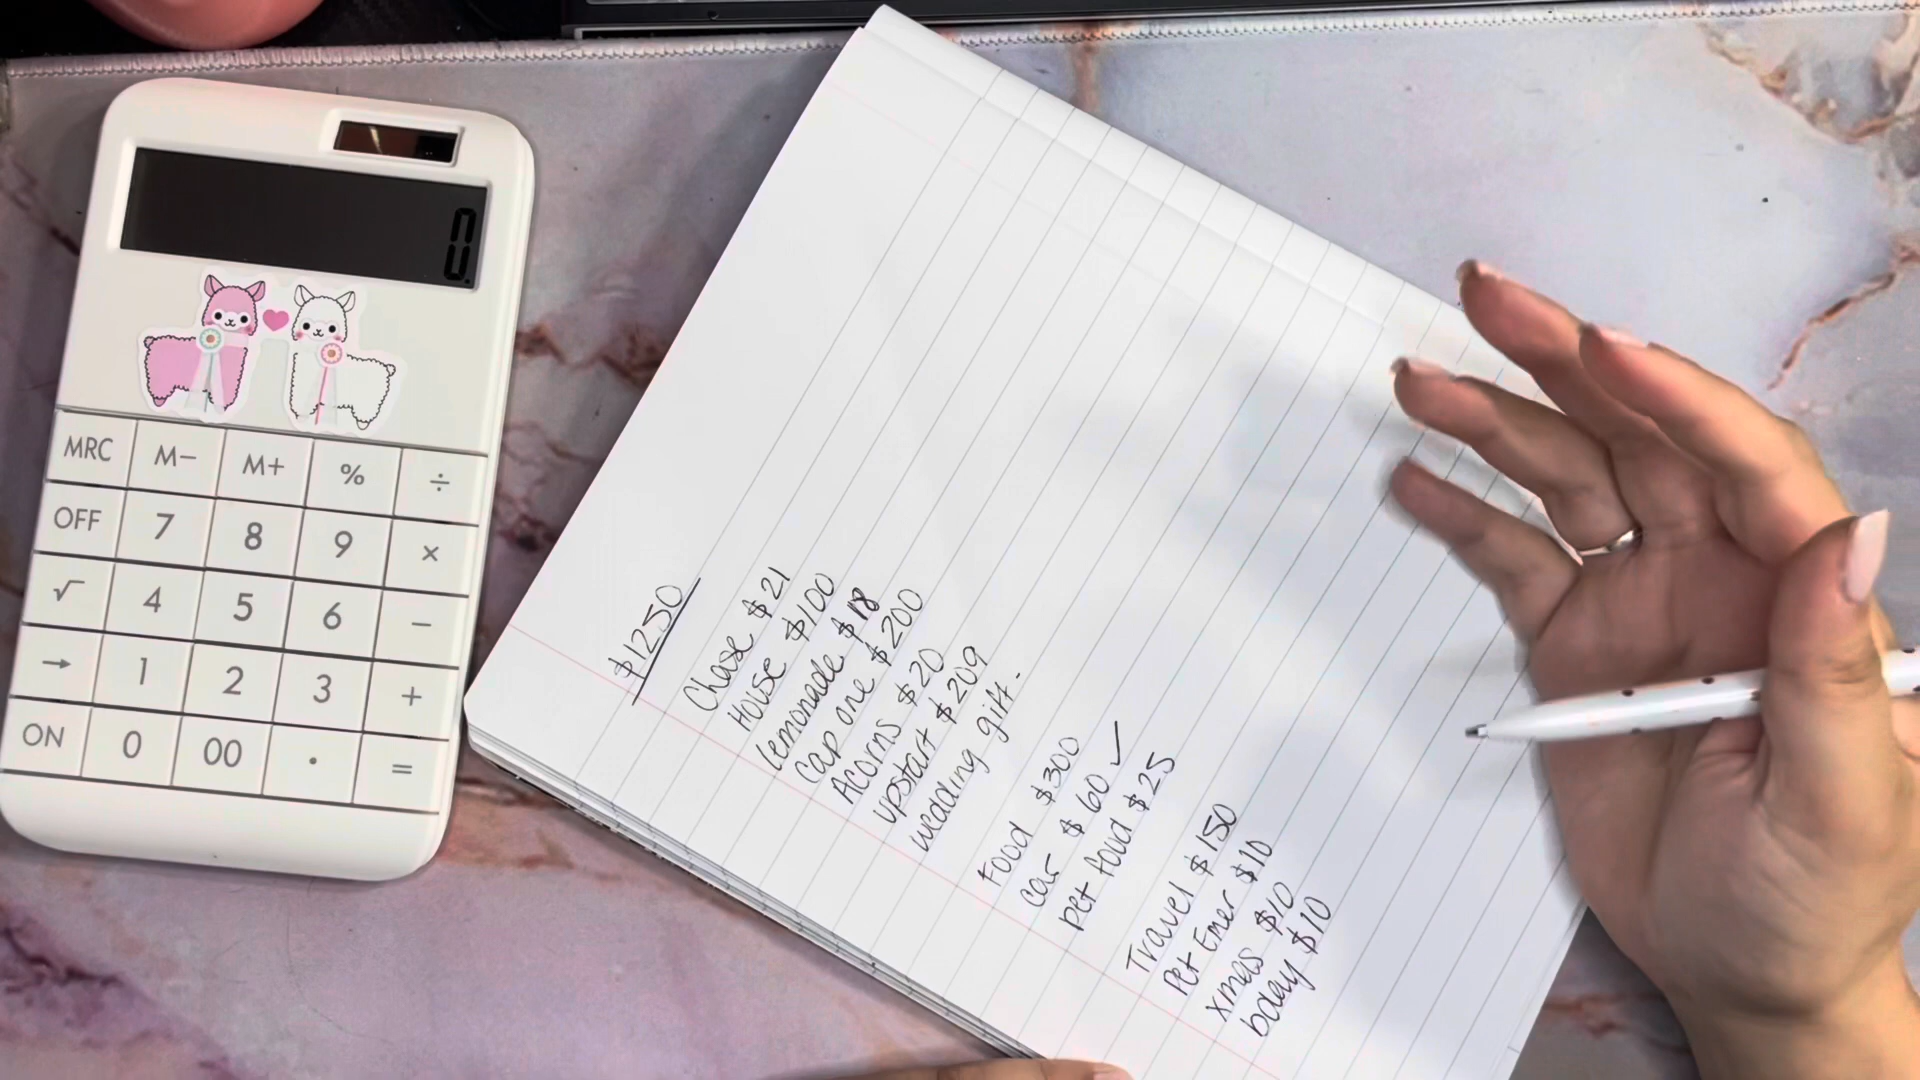 0.
MRC M− M+ % ÷
OFF 7 8 9 ×
√ 4 5 6 −
→ 1 2 3 +
ON 0 00 . =
$1250
Chase $21
House $100
lemonade $18
Cap one $200
Acorns $20
upstart $209
wedding gift -
Food $300
car $60 ✓
pet food $25
Travel $150
Pet Emer $10
xmas $10
bday $10